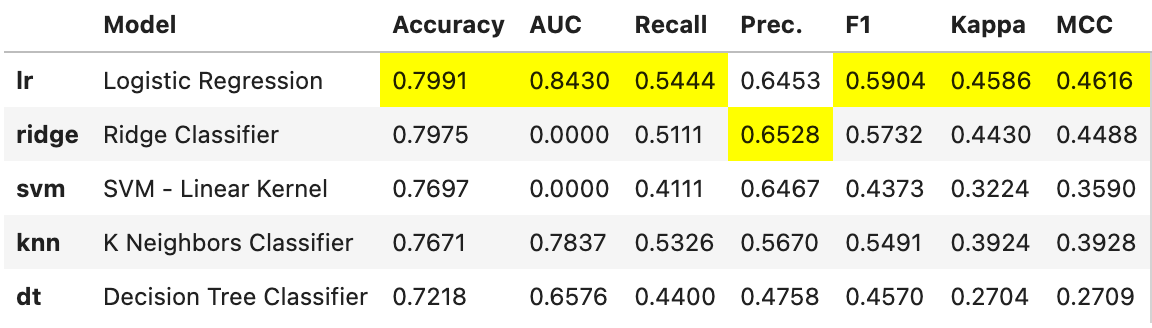 Model Accuracy AUC Recall Prec. F1 Kappa MCC
lr Logistic Regression 0.7991 0.8430 0.5444 0.6453 0.5904 0.4586 0.4616
ridge Ridge Classifier 0.7975 0.0000 0.5111 0.6528 0.5732 0.4430 0.4488
svm SVM - Linear Kernel 0.7697 0.0000 0.4111 0.6467 0.4373 0.3224 0.3590
knn K Neighbors Classifier 0.7671 0.7837 0.5326 0.5670 0.5491 0.3924 0.3928
dt Decision Tree Classifier 0.7218 0.6576 0.4400 0.4758 0.4570 0.2704 0.2709